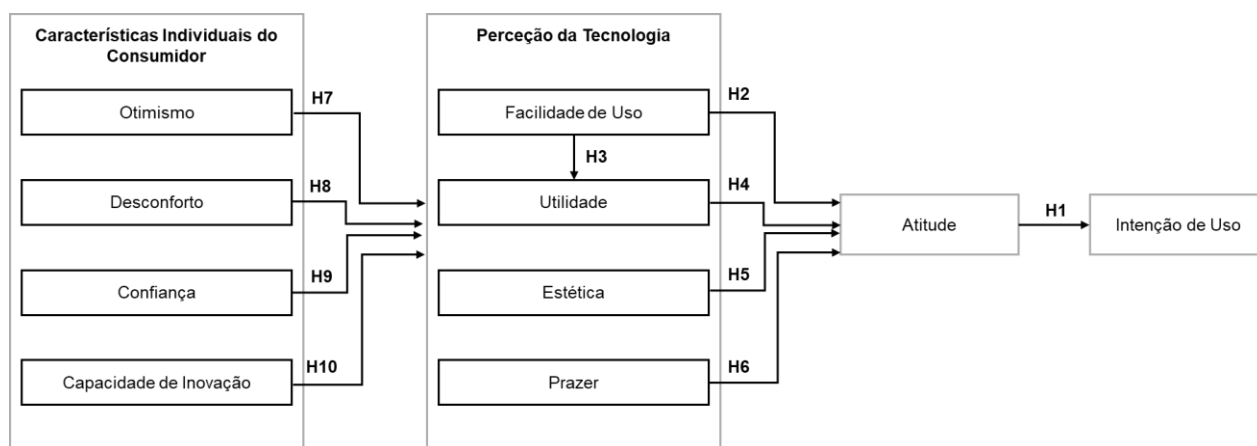 Características Individuais do
Consumidor
Otimismo
Desconforto
Confiança
Capacidade de Inovação
H7
H8
H9
H10
Perceção da Tecnologia
Facilidade de Uso
H3
Utilidade
Estética
Prazer
H2
H4
H5
H6
Atitude
H1
Intenção de Uso